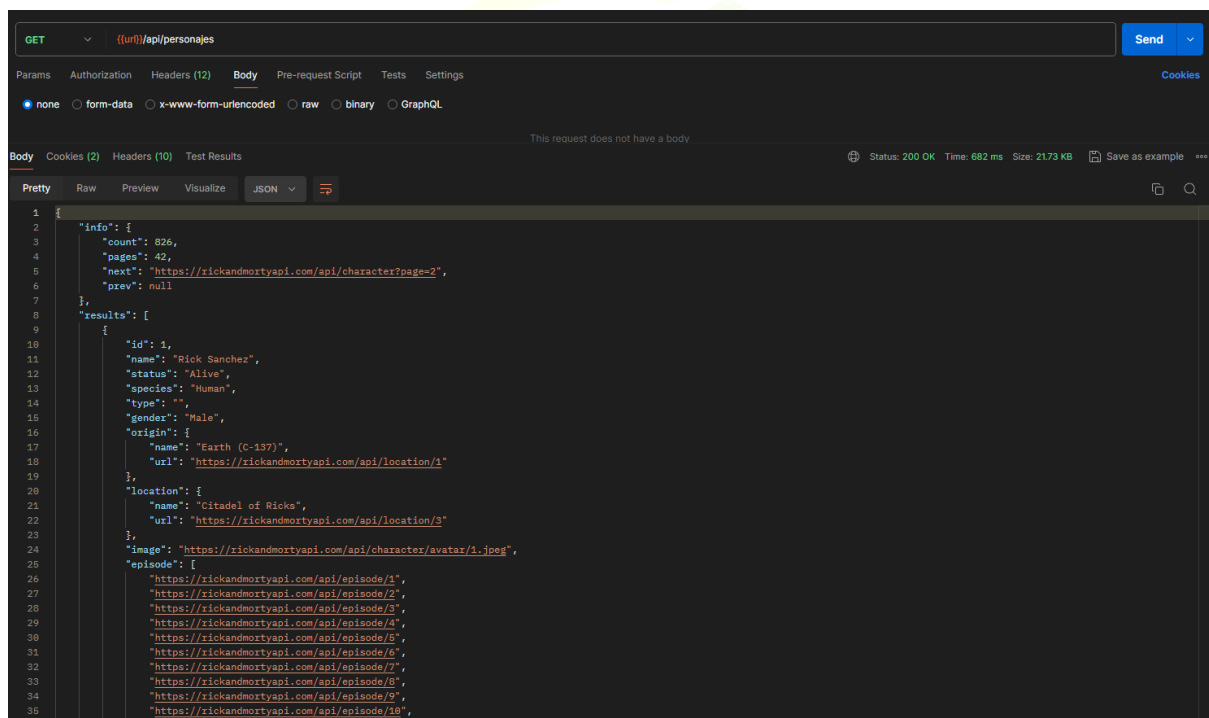 GET {{url}}/api/personajes Send
Params Authorization Headers (12) Body Pre-request Script Tests Settings Cookies
none form-data x-www-form-urlencoded raw binary GraphQL
This request does not have a body
Body Cookies (2) Headers (10) Test Results Status: 200 OK Time: 682 ms Size: 21.73 KB Save as example
Pretty Raw Preview Visualize JSON
1 {
2 "info": {
3 "count": 826,
4 "pages": 42,
5 "next": "https://rickandmortyapi.com/api/character?page=2",
6 "prev": null
7 },
8 "results": [
9 {
10 "id": 1,
11 "name": "Rick Sanchez",
12 "status": "Alive",
13 "species": "Human",
14 "type": "",
15 "gender": "Male",
16 "origin": {
17 "name": "Earth (C-137)",
18 "url": "https://rickandmortyapi.com/api/location/1"
19 },
20 "location": {
21 "name": "Citadel of Ricks",
22 "url": "https://rickandmortyapi.com/api/location/3"
23 },
24 "image": "https://rickandmortyapi.com/api/character/avatar/1.jpeg",
25 "episode": [
26 "https://rickandmortyapi.com/api/episode/1",
27 "https://rickandmortyapi.com/api/episode/2",
28 "https://rickandmortyapi.com/api/episode/3",
29 "https://rickandmortyapi.com/api/episode/4",
30 "https://rickandmortyapi.com/api/episode/5",
31 "https://rickandmortyapi.com/api/episode/6",
32 "https://rickandmortyapi.com/api/episode/7",
33 "https://rickandmortyapi.com/api/episode/8",
34 "https://rickandmortyapi.com/api/episode/9",
35 "https://rickandmortyapi.com/api/episode/10",